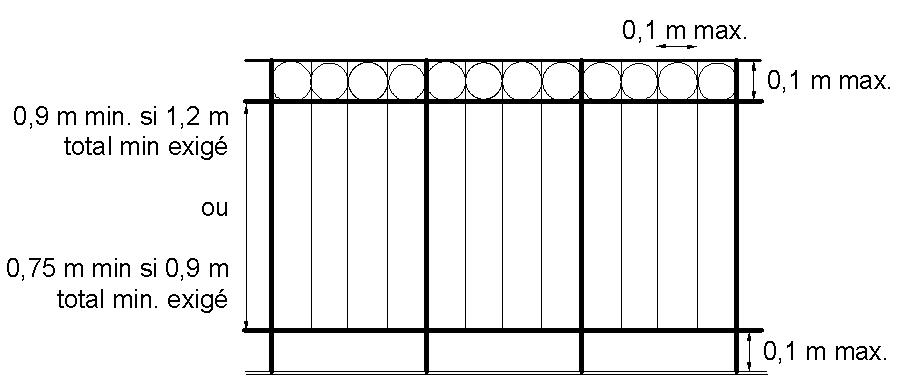 0,1 m max.
0,1 m max.
0,9 m min. si 1,2 m
total min exigé
ou
0,75 m min si 0,9 m
total min. exigé
0,1 m max.